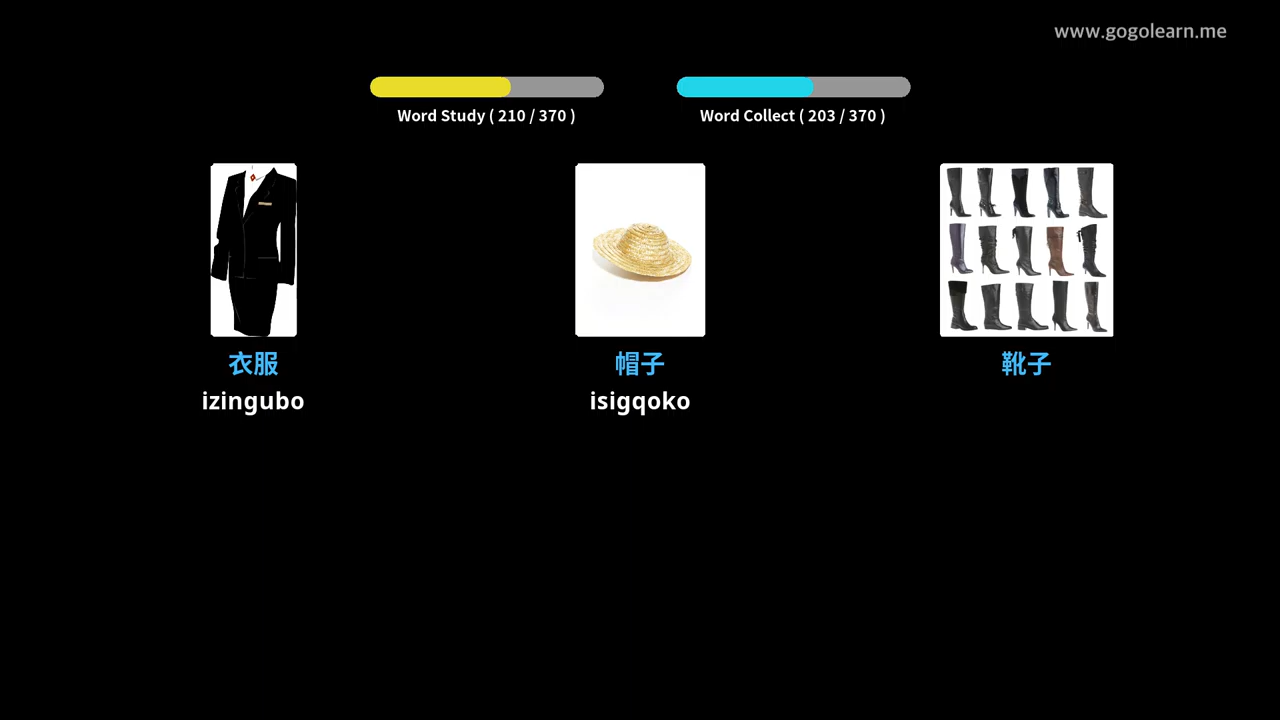 www.gogolearn.me
Word Study ( 210 / 370 )
Word Collect ( 203 / 370 )
衣服
帽子
靴子
izingubo
isigqoko